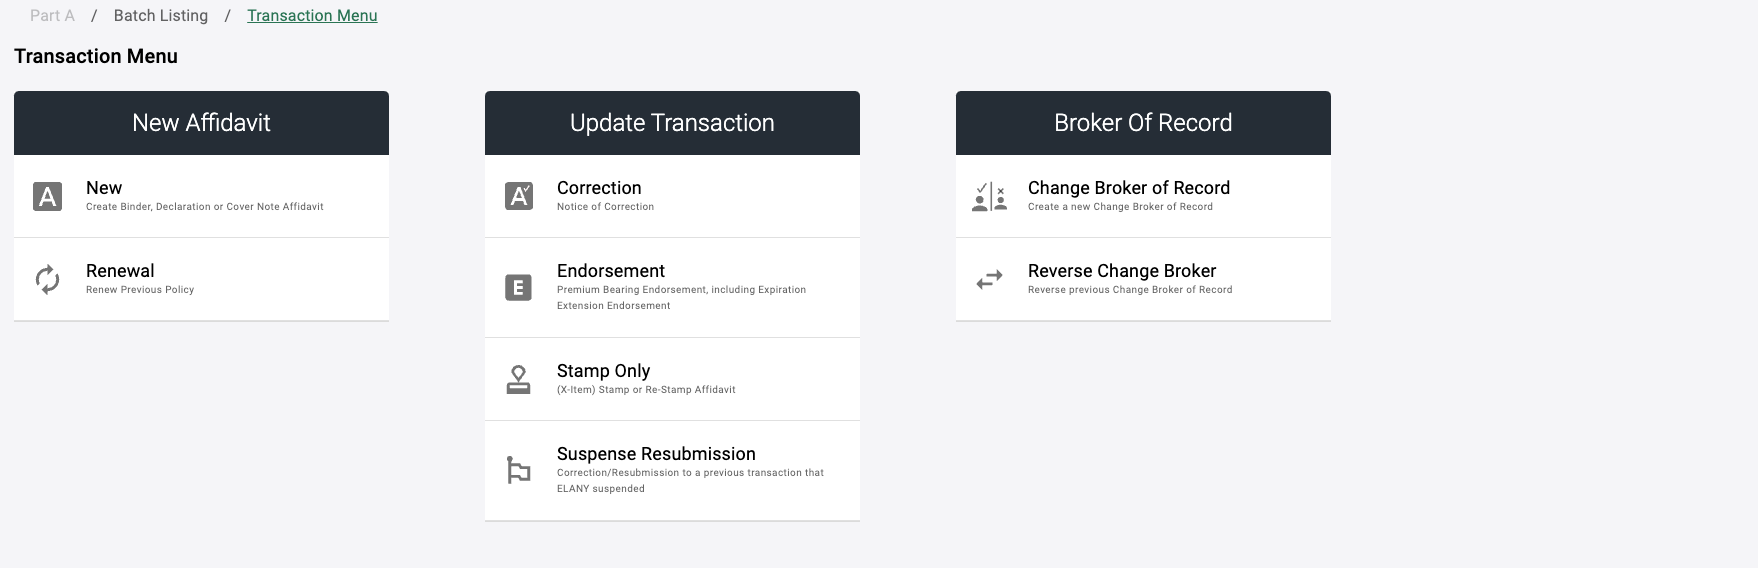 Part A / Batch Listing / Transaction Menu
Transaction Menu
New Affidavit
A
New
Create Binder, Declaration or Cover Note Affidavit
Renewal
Renew Previous Policy
Update Transaction
A
Correction
Notice of Correction
E
Endorsement
Premium Bearing Endorsement, including Expiration
Extension Endorsement
Stamp Only
(X-Item) Stamp or Re-Stamp Affidavit
Suspense Resubmission
Correction/Resubmission to a previous transaction that
ELANY suspended
Broker Of Record
Change Broker of Record
Create a new Change Broker of Record
Reverse Change Broker
Reverse previous Change Broker of Record